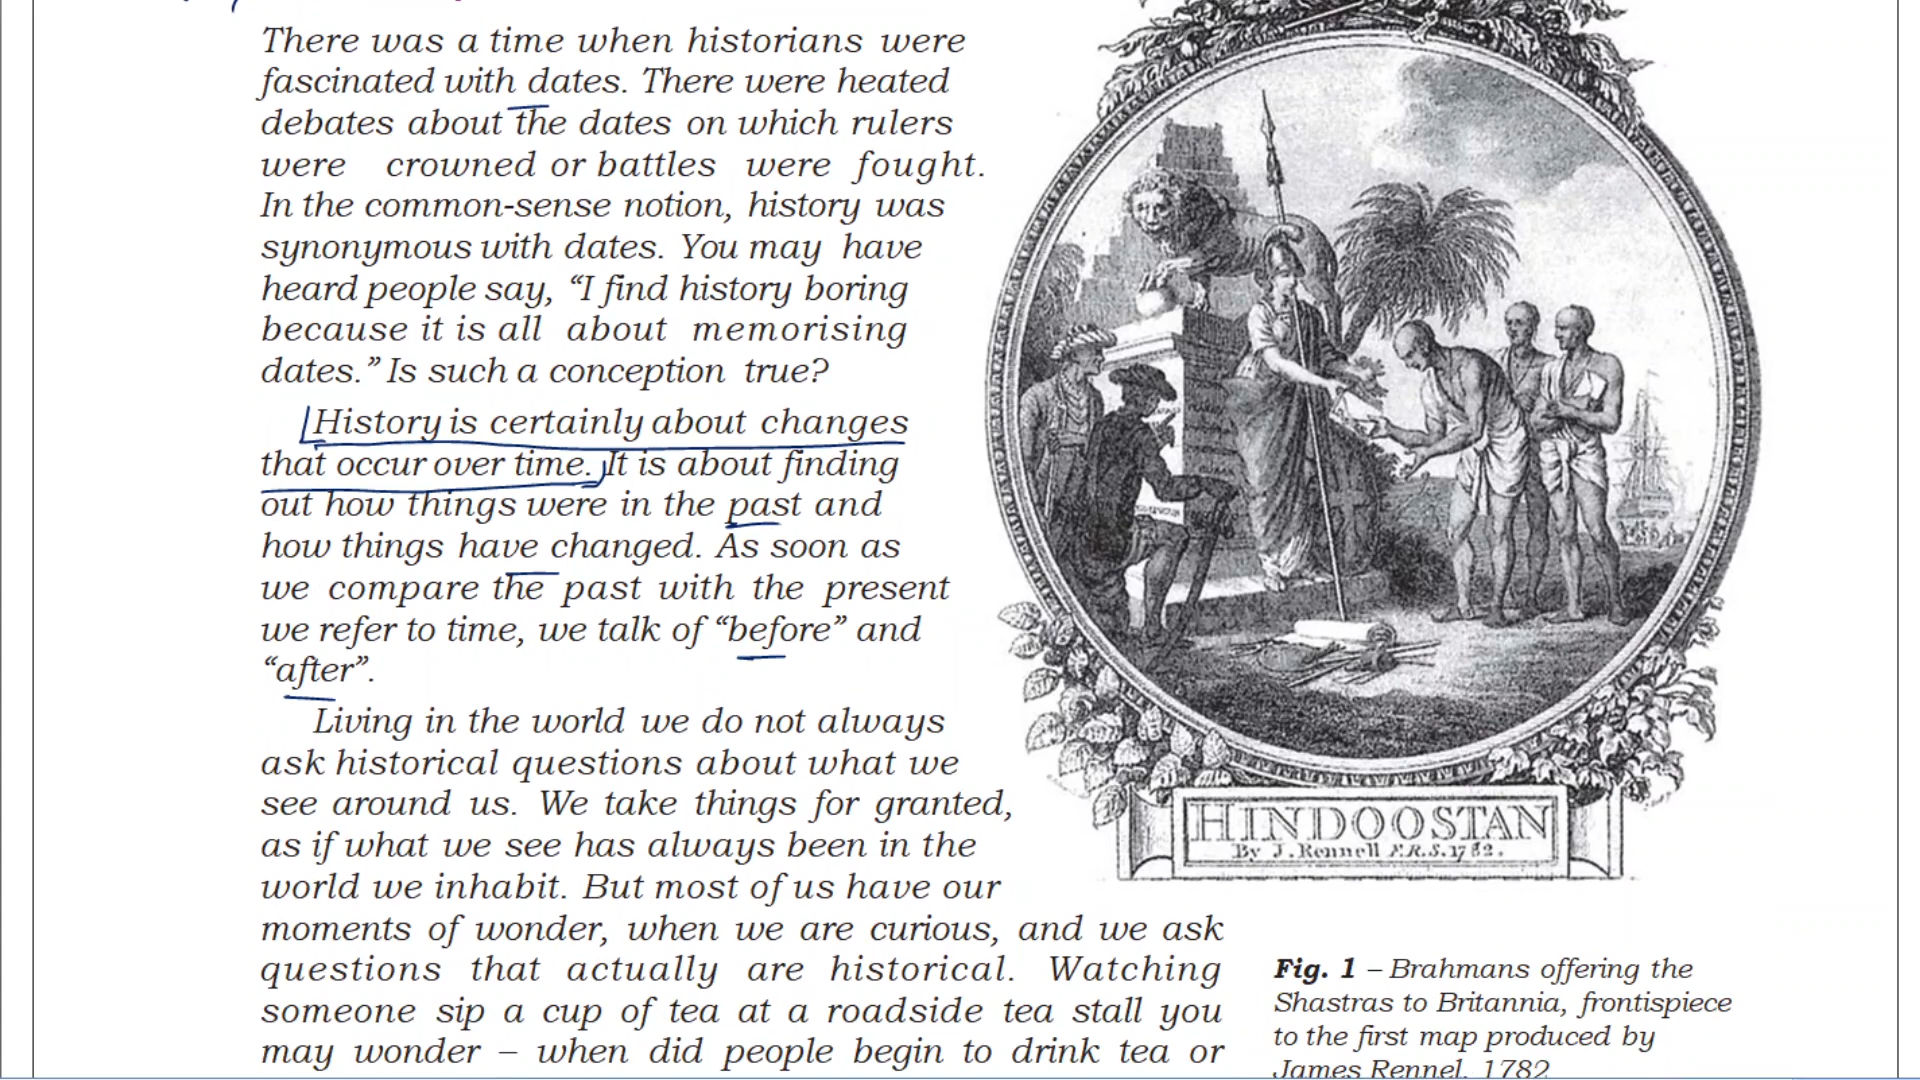 There was a time when historians were
fascinated with dates. There were heated
debates about the dates on which rulers
were crowned or battles were fought.
In the common-sense notion, history was
synonymous with dates. You may have
heard people say, “I find history boring
because it is all about memorising
dates.” Is such a conception true?
History is certainly about changes
that occur over time. It is about finding
out how things were in the past and
how things have changed. As soon as
we compare the past with the present
we refer to time, we talk of “before” and
“after”.
Living in the world we do not always
ask historical questions about what we
see around us. We take things for granted,
as if what we see has always been in the
world we inhabit. But most of us have our
moments of wonder, when we are curious, and we ask
questions that actually are historical. Watching
someone sip a cup of tea at a roadside tea stall you
may wonder – when did people begin to drink tea or
HINDOOSTAN
By J. Rennell F.R.S. 1782.
Fig. 1 – Brahmans offering the
Shastras to Britannia, frontispiece
to the first map produced by
James Rennel, 1782